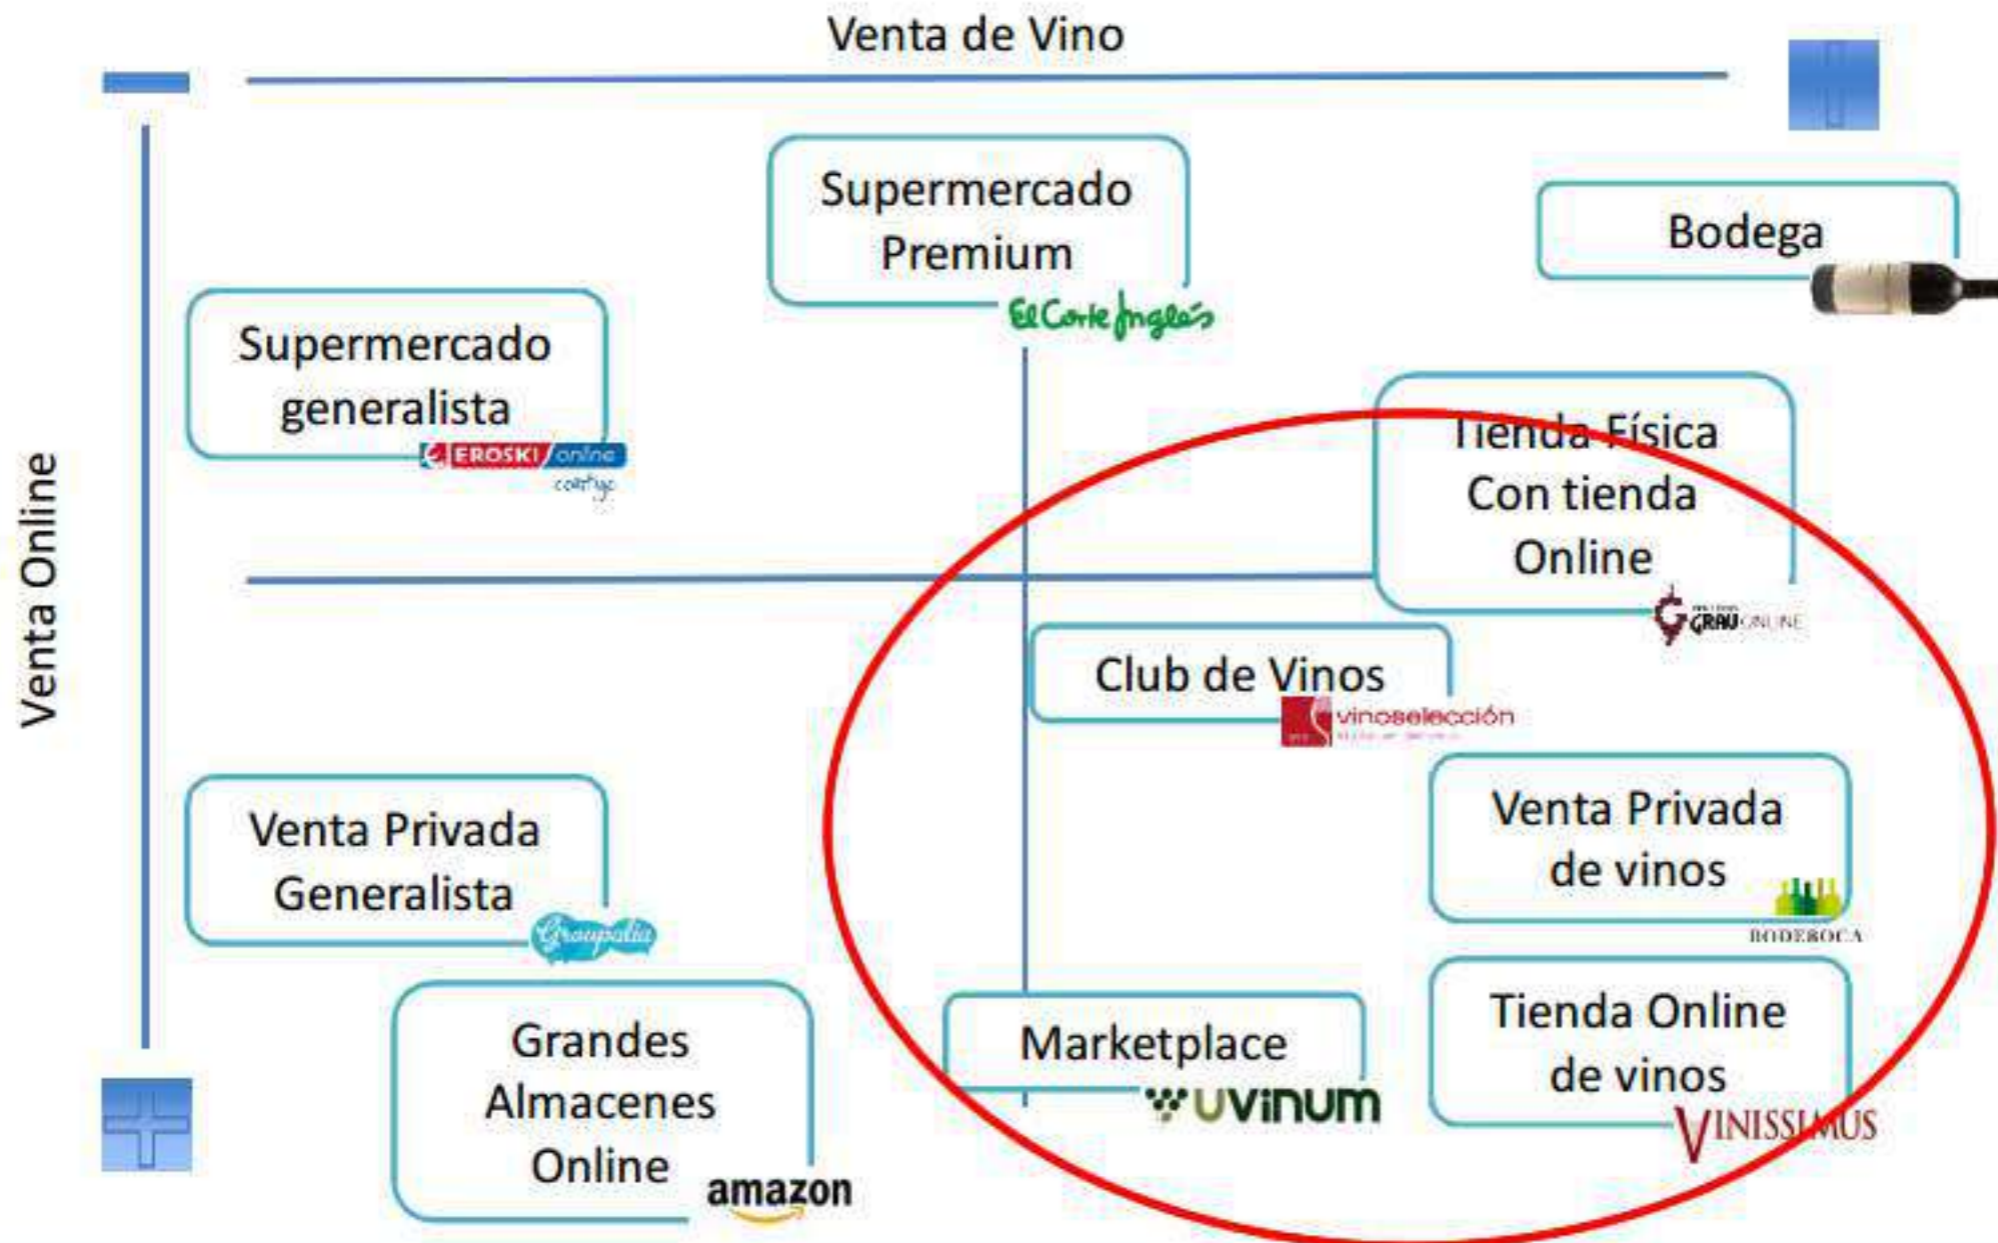 Venta de Vino
Supermercado
Premium
El Corte Inglés
Bodega
Supermercado
generalista
EROSKI online
contigo
Venta Online
Tienda Física
Con tienda
Online
GRAU ONLINE
Club de Vinos
vinoselección
Venta Privada
de vinos
BODEBOCA
Venta Privada
Generalista
Groupalia
Grandes
Almacenes
Online
amazon
Marketplace
UVinum
Tienda Online
de vinos
VINISSIMUS